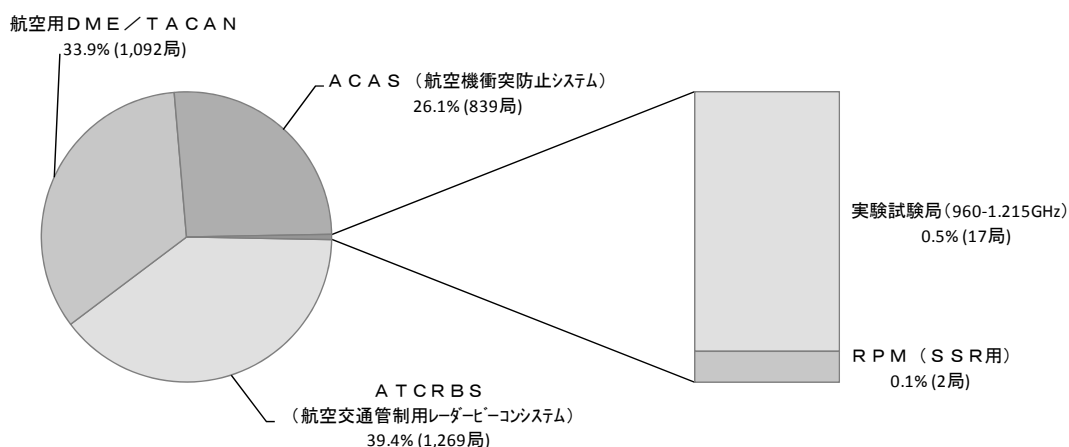 航空用ＤＭＥ／ＴＡＣＡＮ
33.9% (1,092局)
ＡＣＡＳ（航空機衝突防止ｼｽﾃﾑ）
26.1% (839局)
実験試験局(960-1.215GHz)
0.5% (17局)
ＲＰＭ（ＳＳＲ用）
0.1% (2局)
ＡＴＣＲＢＳ
（航空交通管制用ﾚｰﾀﾞｰﾋﾞｰｺﾝｼｽﾃﾑ）
39.4% (1,269局)